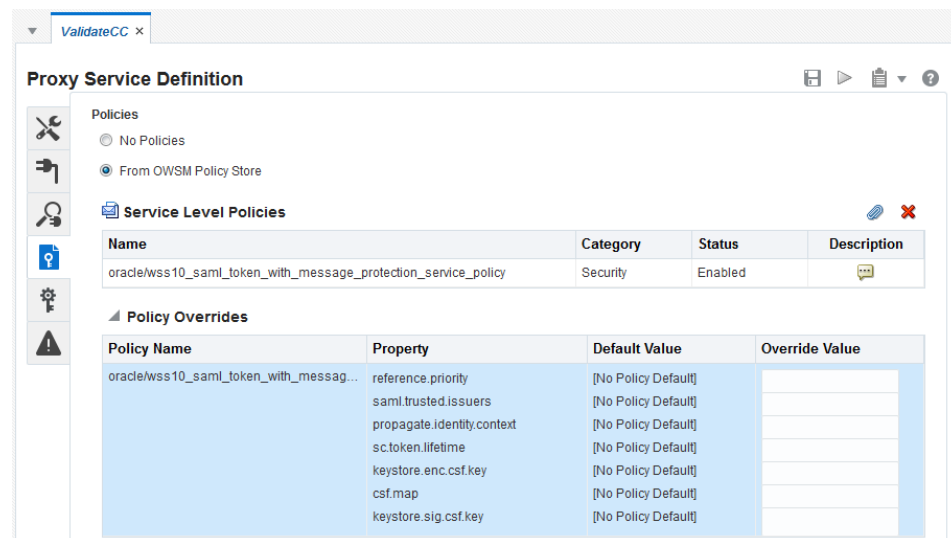 ValidateCC ×
Proxy Service Definition
Policies
No Policies
From OWSM Policy Store
Service Level Policies
Name Category Status Description
oracle/wss10_saml_token_with_message_protection_service_policy Security Enabled
Policy Overrides
Policy Name Property Default Value Override Value
oracle/wss10_saml_token_with_messag... reference.priority [No Policy Default]
saml.trusted.issuers [No Policy Default]
propagate.identity.context [No Policy Default]
sc.token.lifetime [No Policy Default]
keystore.enc.csf.key [No Policy Default]
csf.map [No Policy Default]
keystore.sig.csf.key [No Policy Default]